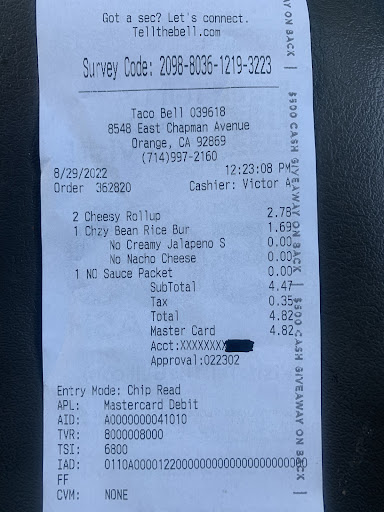 Got a sec? Let's connect.
Tellthebell.com
Survey Code: 2098-8036-1219-3223
Taco Bell 039618
8548 East Chapman Avenue
Orange, CA 92869
(714)997-2160
8/29/2022 12:23:08 PM
Order 362820 Cashier: Victor A
2 Cheesy Rollup 2.78
1 Chzy Bean Rice Bur 1.69
No Creamy Jalapeno S 0.00
No Nacho Cheese 0.00
1 NO Sauce Packet 0.00
SubTotal 4.47
Tax 0.35
Total 4.82
Master Card 4.82
Acct:XXXXXXXX
Approval:022302
Entry Mode: Chip Read
APL: Mastercard Debit
AID: A0000000041010
TVR: 8000008000
TSI: 6800
IAD: 0110A00001220000000000000000000000
FF
CVM: NONE
AY ON BACK | $500 CASH GIVEAWAY ON BACK | $500 CASH GIVEAWAY ON BACK |